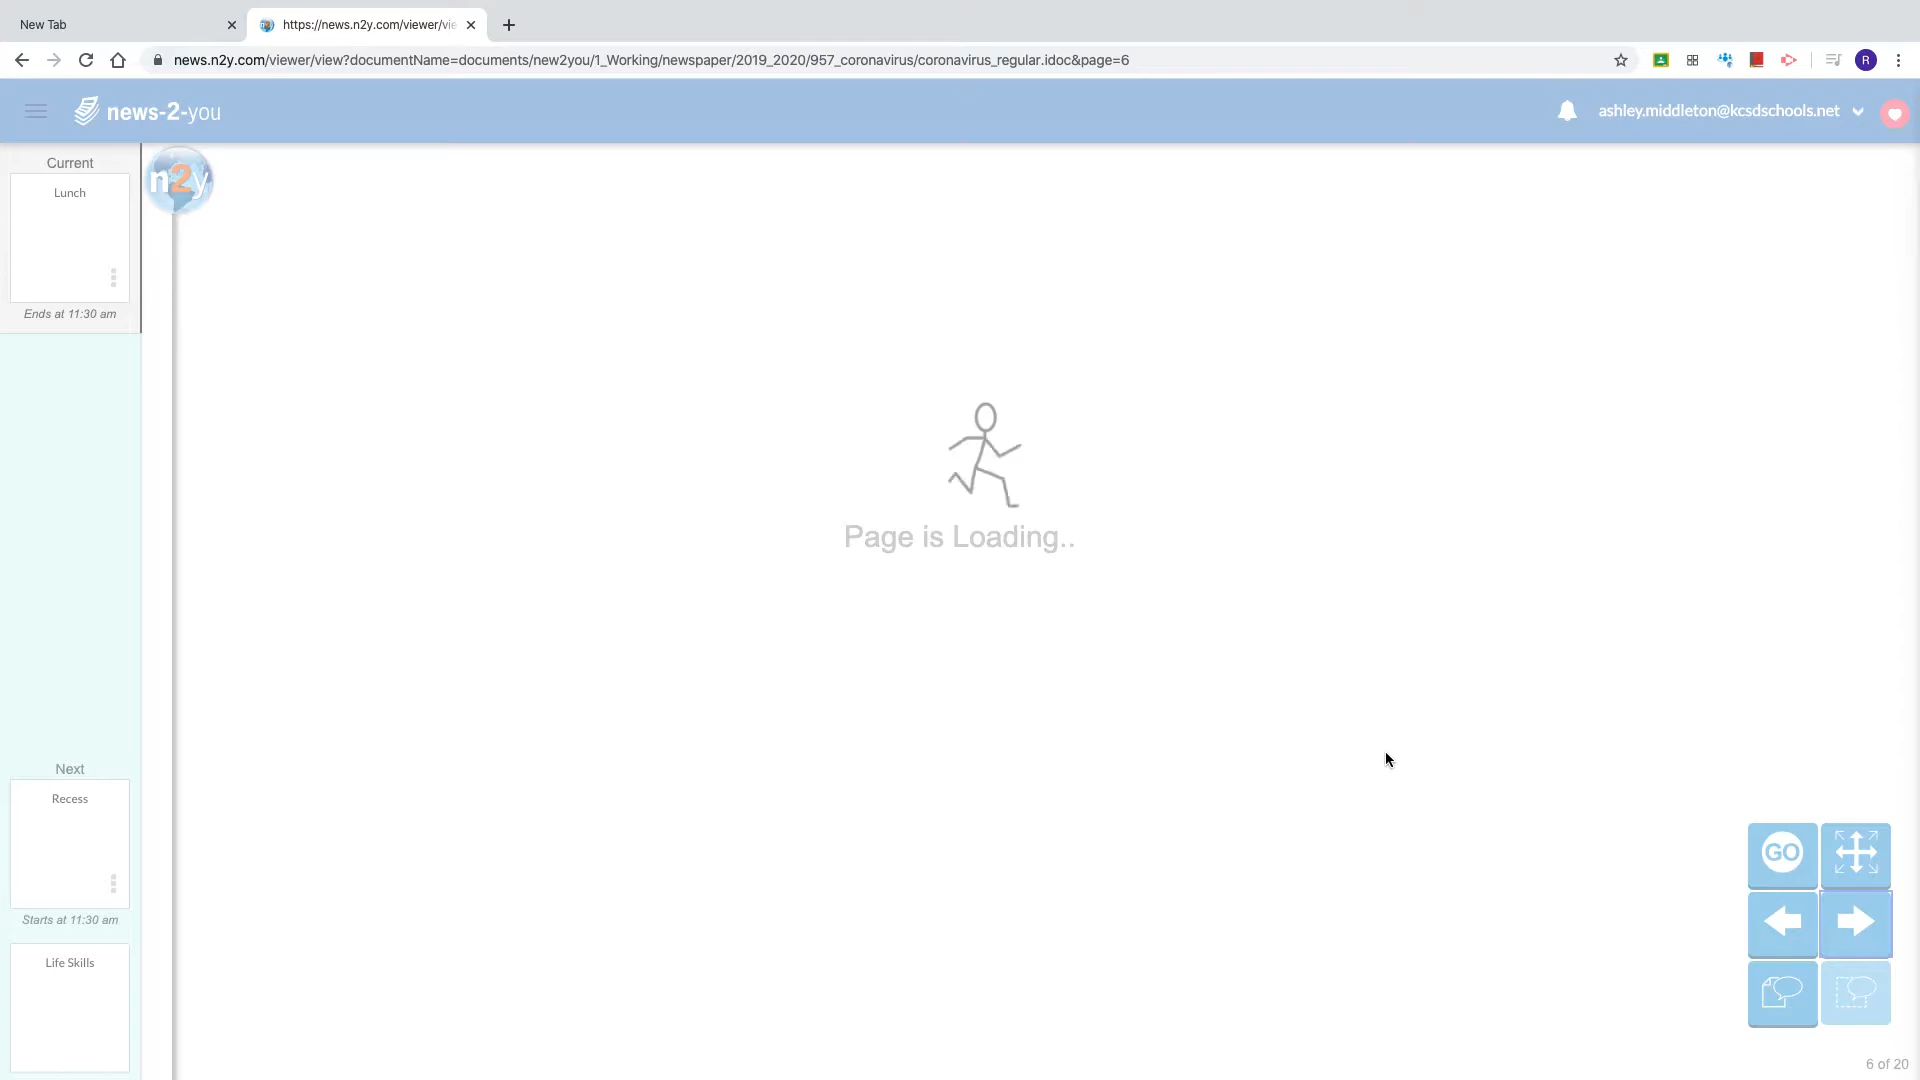 New Tab
https://news.n2y.com/viewer/vie
news.n2y.com/viewer/view?documentName=documents/new2you/1_Working/newspaper/2019_2020/957_coronavirus/coronavirus_regular.idoc&page=6
R
news-2-you
ashley.middleton@kcsdschools.net
Current
Lunch
Ends at 11:30 am
n2y
Page is Loading..
Next
Recess
Starts at 11:30 am
Life Skills
GO
6 of 20